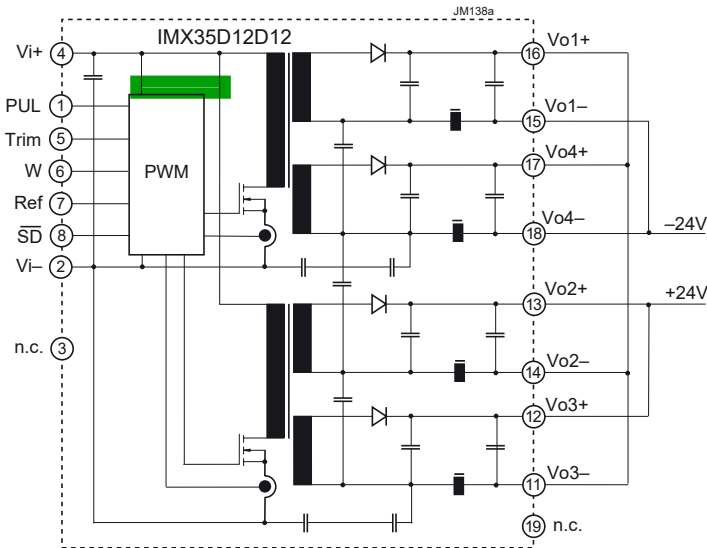 JM138a
IMX35D12D12
Vi+ 4
16 Vo1+
PUL 1
15 Vo1–
Trim 5
PWM
17 Vo4+
W 6
Ref 7
SD 8
18 Vo4–
–24V
Vi– 2
13 Vo2+
+24V
n.c. 3
14 Vo2–
12 Vo3+
11 Vo3–
19 n.c.